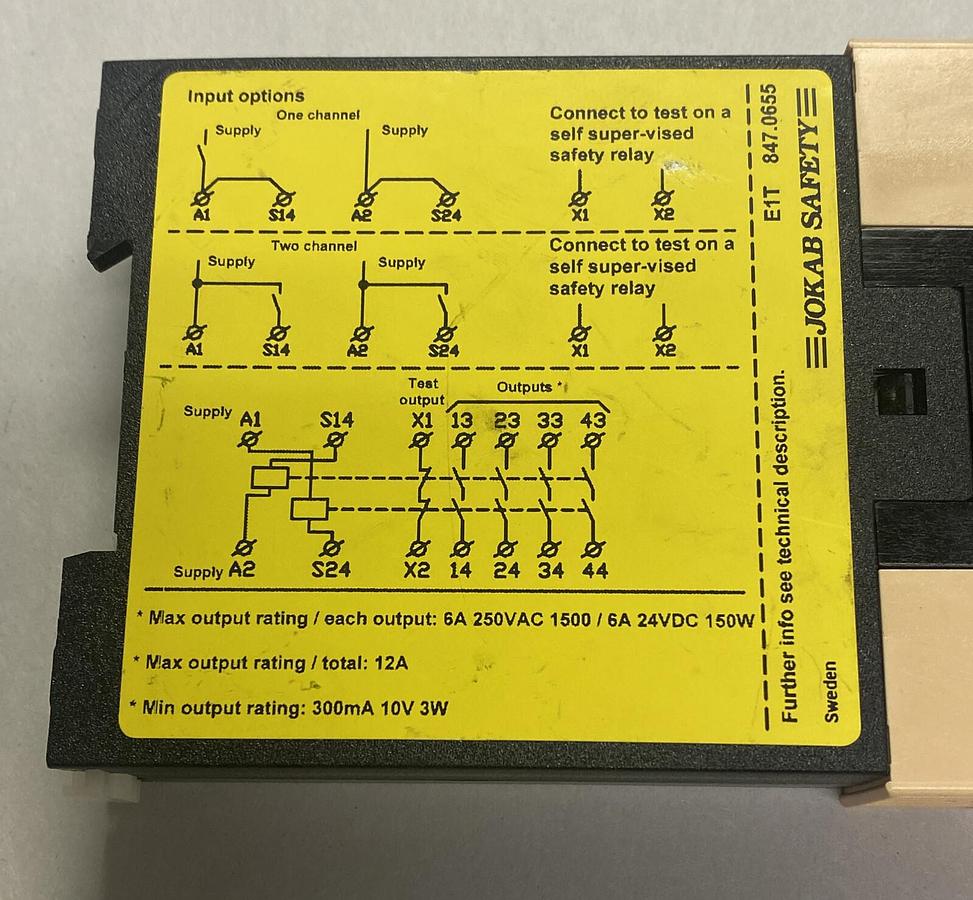 Input options
One channel
Supply
Supply
Connect to test on a
self super-vised
safety relay
A1 S14 A2 S24 X1 X2
Two channel
Supply
Supply
Connect to test on a
self super-vised
safety relay
A1 S14 A2 S24 X1 X2
Test
output
Outputs *
Supply A1 S14 X1 13 23 33 43
Supply A2 S24 X2 14 24 34 44
* Max output rating / each output: 6A 250VAC 1500 / 6A 24VDC 150W
* Max output rating / total: 12A
* Min output rating: 300mA 10V 3W
E1T 847.0655
JOKAB SAFETY
Further info see technical description.
Sweden